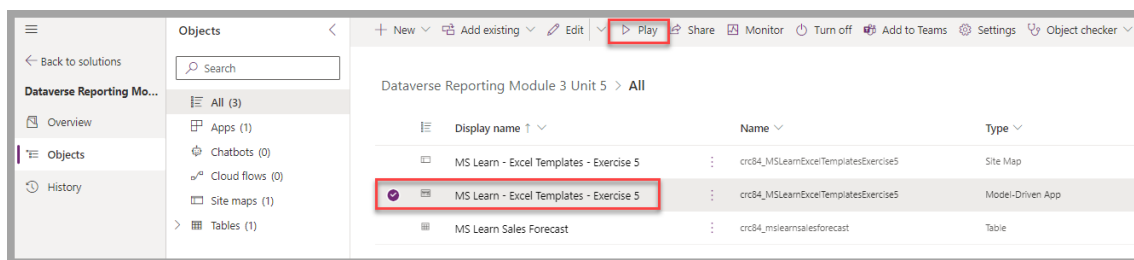 Objects
New
Add existing
Edit
Play
Share
Monitor
Turn off
Add to Teams
Settings
Object checker
Back to solutions
Search
Dataverse Reporting Mo...
Dataverse Reporting Module 3 Unit 5 > All
All (3)
Overview
Apps (1)
Display name ↑
Name
Type
Objects
Chatbots (0)
MS Learn - Excel Templates - Exercise 5
crc84_MSLearnExcelTemplatesExercise5
Site Map
History
Cloud flows (0)
Site maps (1)
MS Learn - Excel Templates - Exercise 5
crc84_MSLearnExcelTemplatesExercise5
Model-Driven App
Tables (1)
MS Learn Sales Forecast
crc84_mslearnsalesforecast
Table